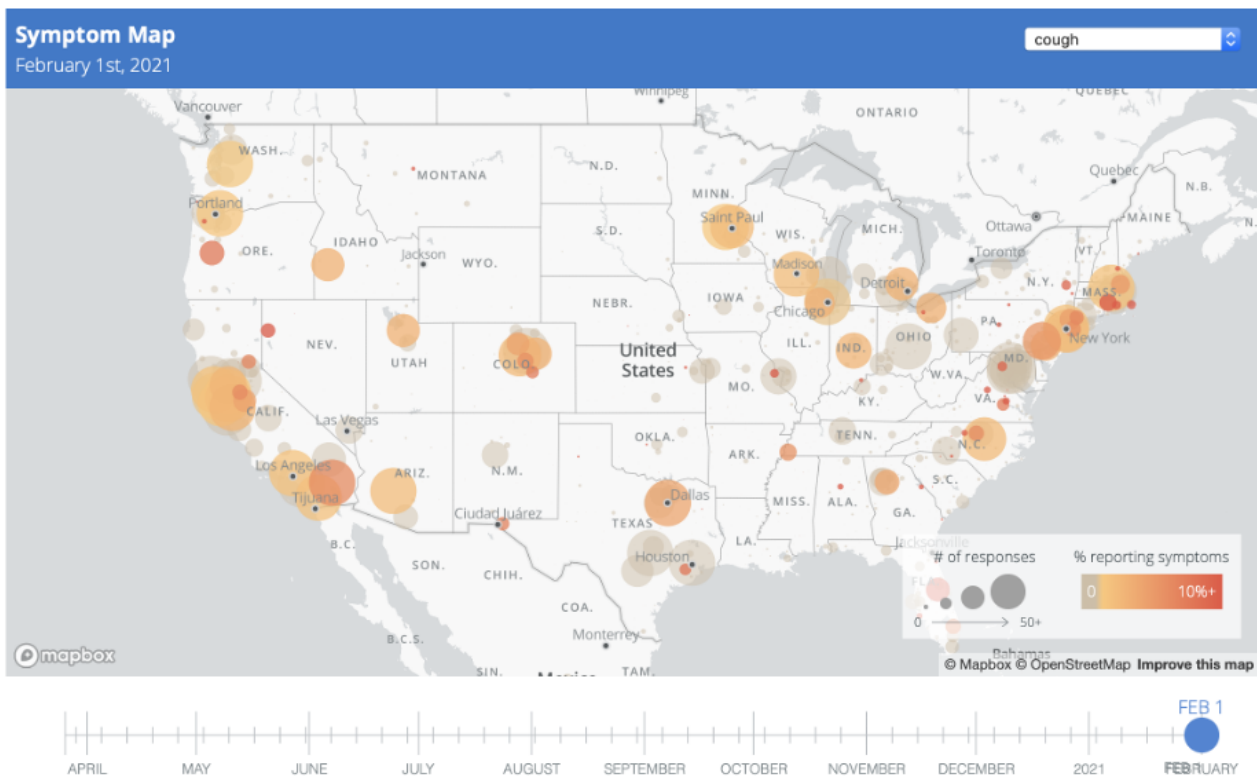 Symptom Map
February 1st, 2021
cough
Vancouver
Winnipeg
ONTARIO
QUEBEC
WASH.
MONTANA
N.D.
MINN.
Quebec
N.B.
Portland
Saint Paul
Ottawa
MAINE
ORE.
IDAHO
Jackson
WYO.
S.D.
WIS.
MICH.
Toronto
VT.
Madison
Detroit
N.Y.
MASS.
NEBR.
IOWA
Chicago
NEV.
UTAH
COLO.
United
States
ILL.
IND.
OHIO
PA.
New York
MO.
W.VA.
MD.
KY.
VA.
CALIF.
Las Vegas
OKLA.
TENN.
N.C.
Los Angeles
ARIZ.
N.M.
ARK.
S.C.
Tijuana
Dallas
MISS.
ALA.
GA.
Ciudad Juárez
TEXAS
LA.
B.C.
Houston
Jacksonville
SON.
CHIH.
FLA.
COA.
B.C.S.
Monterrey
Bahamas
SIN.
TAM.
# of responses
0
50+
% reporting symptoms
0
10%+
mapbox
© Mapbox © OpenStreetMap Improve this map
FEB 1
APRIL MAY JUNE JULY AUGUST SEPTEMBER OCTOBER NOVEMBER DECEMBER 2021 FEBRUARY